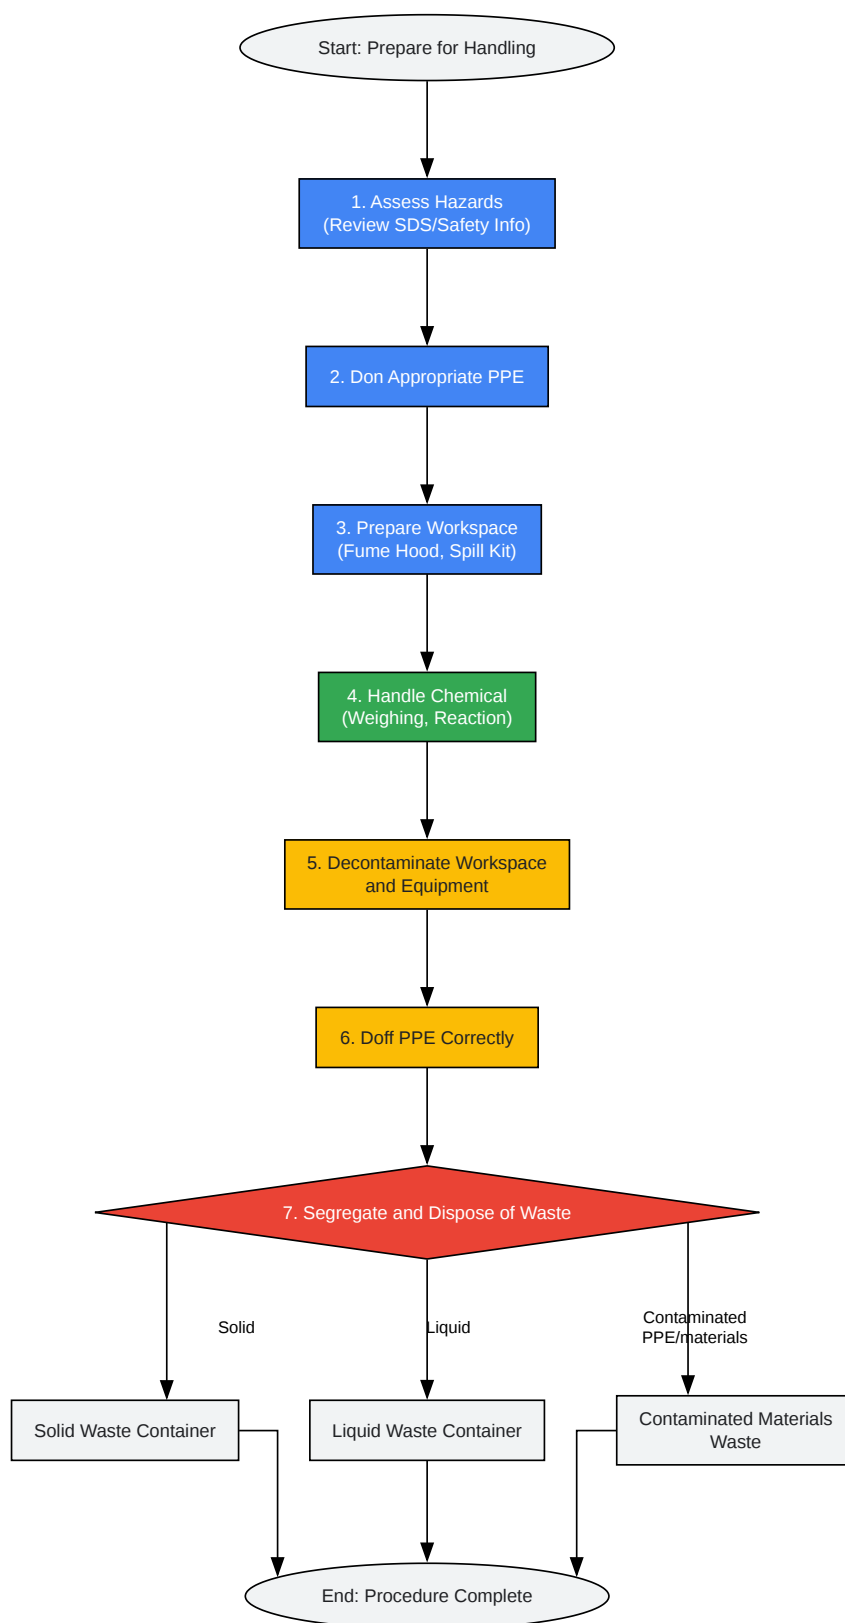 Start: Prepare for Handling
1. Assess Hazards
(Review SDS/Safety Info)
2. Don Appropriate PPE
3. Prepare Workspace
(Fume Hood, Spill Kit)
4. Handle Chemical
(Weighing, Reaction)
5. Decontaminate Workspace
and Equipment
6. Doff PPE Correctly
7. Segregate and Dispose of Waste
Solid
Liquid
Contaminated
PPE/materials
Solid Waste Container
Liquid Waste Container
Contaminated Materials
Waste
End: Procedure Complete